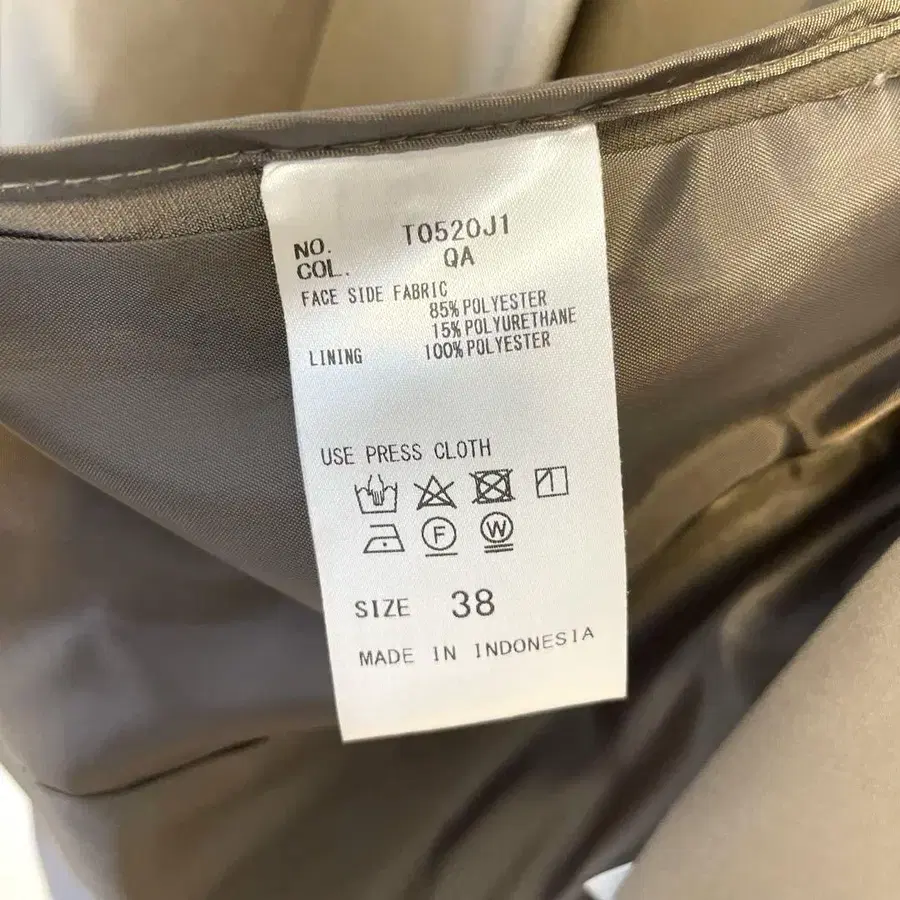 NO. T0520J1
COL. QA
FACE SIDE FABRIC
85% POLYESTER
15% POLYURETHANE
LINING 100% POLYESTER
USE PRESS CLOTH
F W
SIZE 38
MADE IN INDONESIA